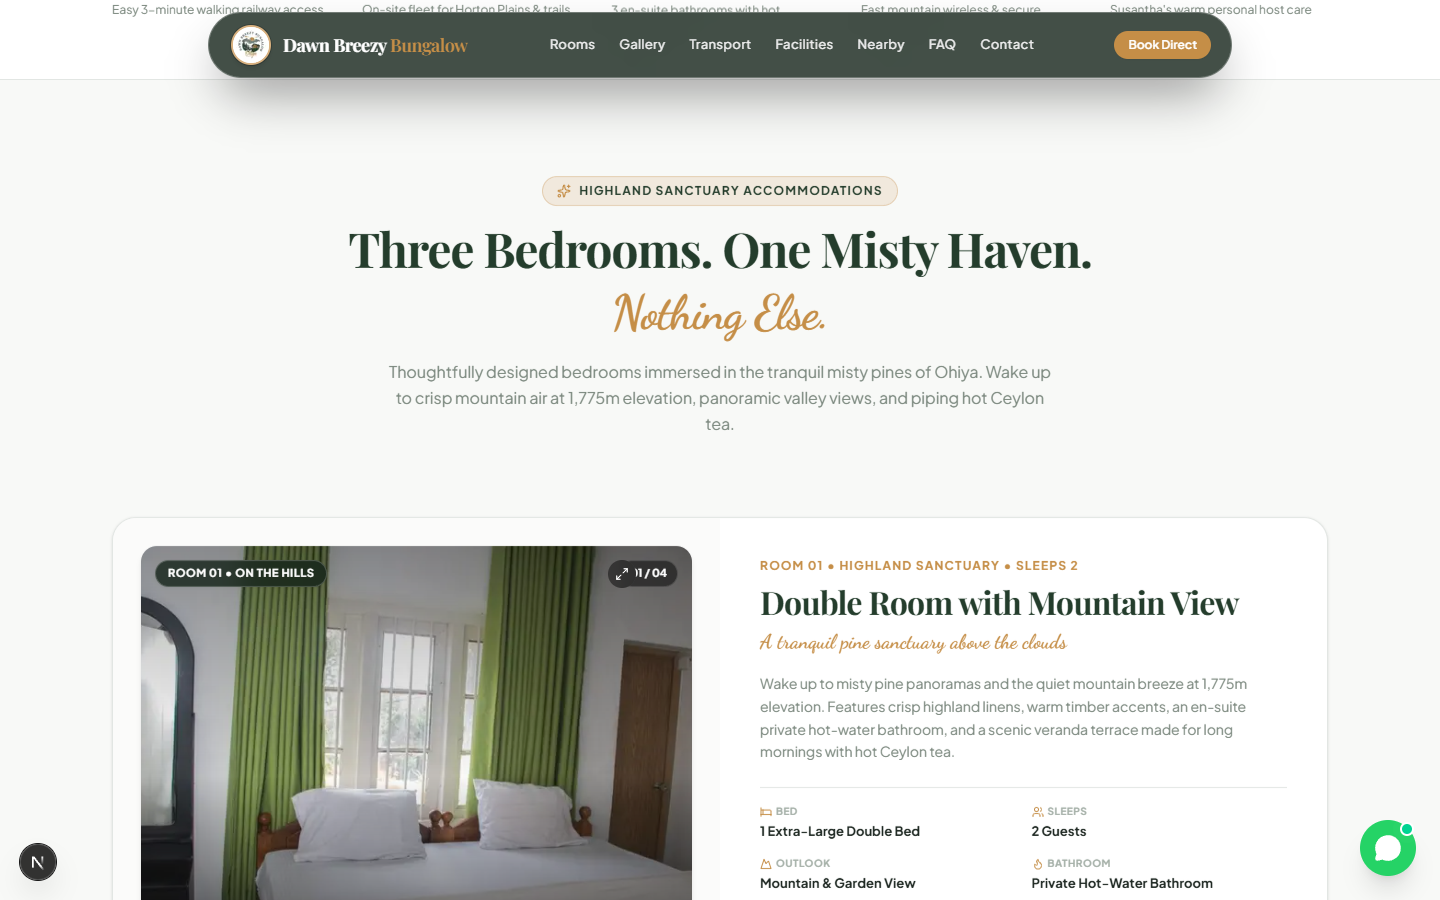 Easy 3-minute walking railway access
On-site fleet for Horton Plains & trails
3 en-suite bathrooms with hot
Fast mountain wireless & secure
Susantha's warm personal host care
Dawn Breezy Bungalow
Rooms
Gallery
Transport
Facilities
Nearby
FAQ
Contact
Book Direct
HIGHLAND SANCTUARY ACCOMMODATIONS
Three Bedrooms. One Misty Haven.
Nothing Else.
Thoughtfully designed bedrooms immersed in the tranquil misty pines of Ohiya. Wake up
to crisp mountain air at 1,775m elevation, panoramic valley views, and piping hot Ceylon
tea.
ROOM 01 • ON THE HILLS
1 / 04
ROOM 01 • HIGHLAND SANCTUARY • SLEEPS 2
Double Room with Mountain View
A tranquil pine sanctuary above the clouds
Wake up to misty pine panoramas and the quiet mountain breeze at 1,775m
elevation. Features crisp highland linens, warm timber accents, an en-suite
private hot-water bathroom, and a scenic veranda terrace made for long
mornings with hot Ceylon tea.
BED
1 Extra-Large Double Bed
SLEEPS
2 Guests
OUTLOOK
Mountain & Garden View
BATHROOM
Private Hot-Water Bathroom
N